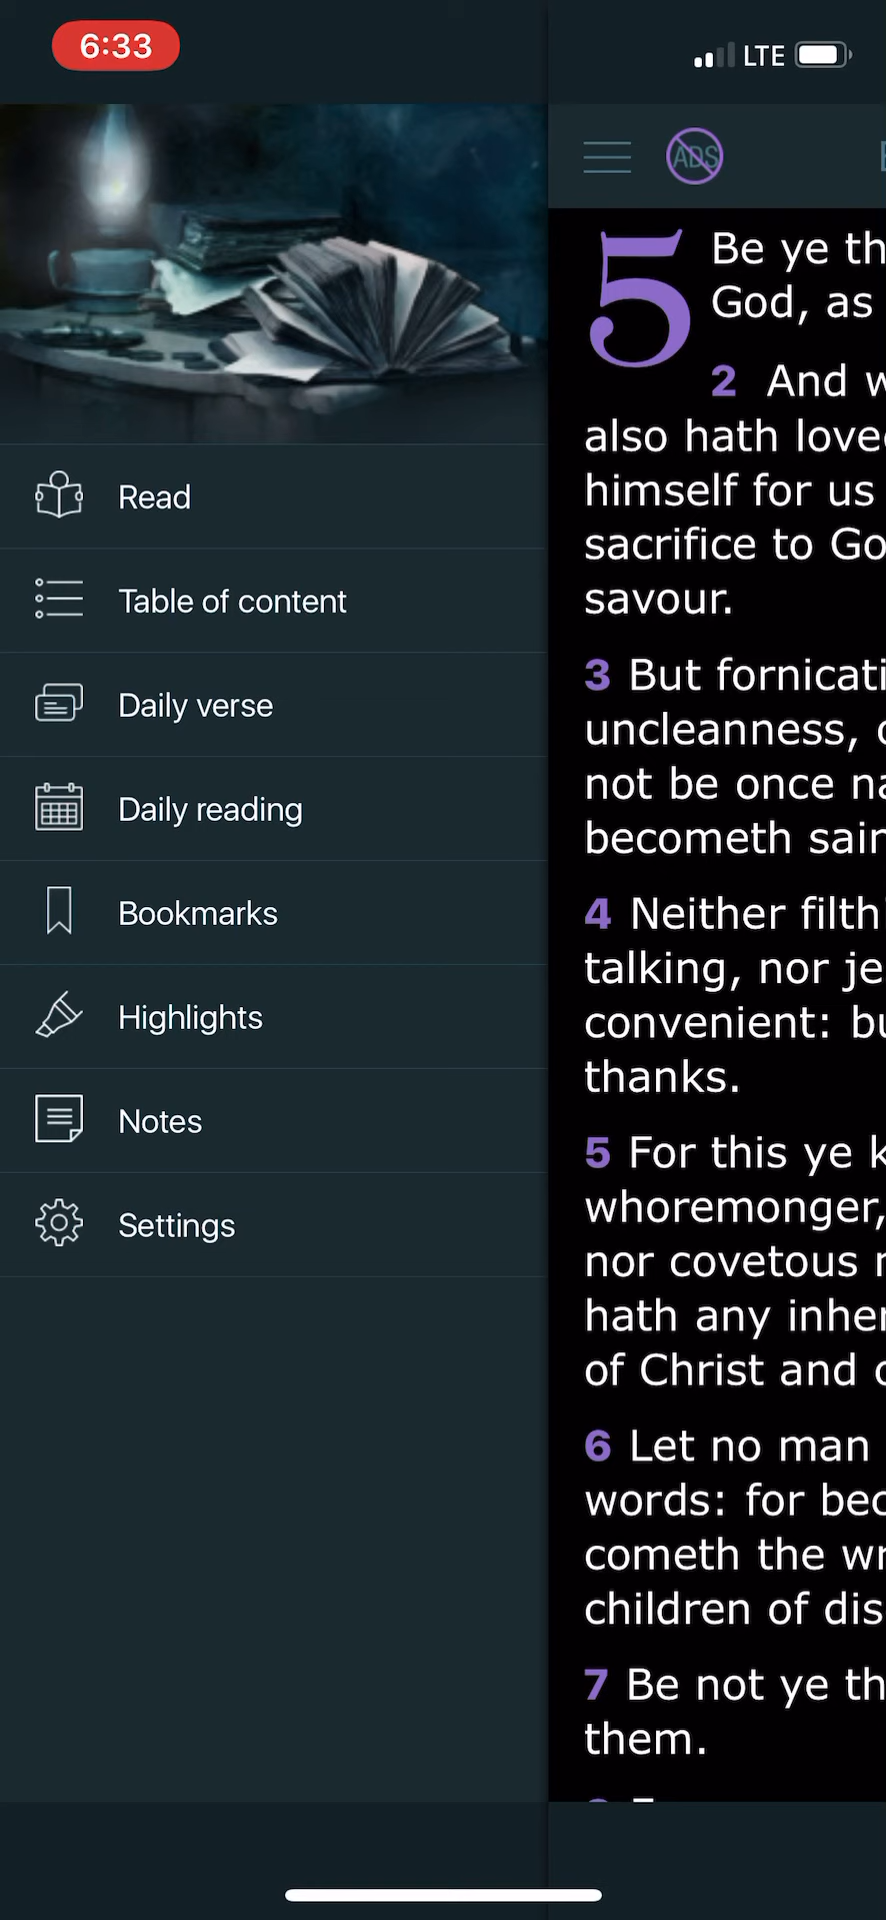 6:33
LTE
ADS
Read
Table of content
Daily verse
Daily reading
Bookmarks
Highlights
Notes
Settings
5 Be ye
God, as
2 And
also hath
himself for us
sacrifice to
savour.
3 But
uncleanness,
not be once
becometh
4 Neither
talking, nor
convenient:
thanks.
5 For this ye
whoremonger,
nor covetous
hath any
of Christ and
6 Let no man
words: for
cometh the
children of
7 Be not ye
them.